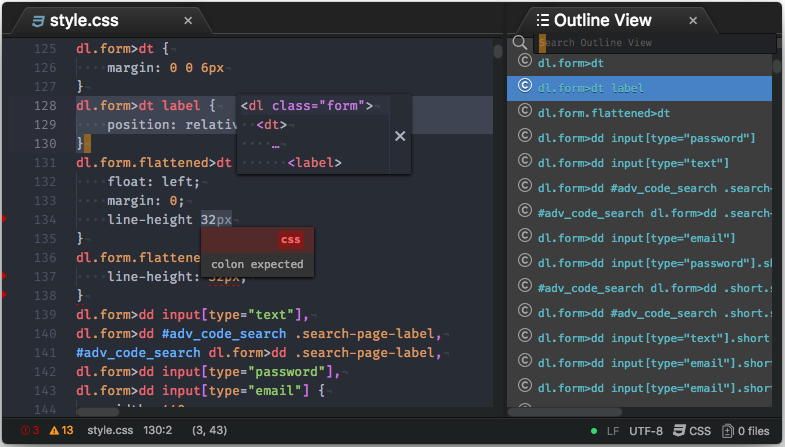 style.css
×
125 dl.form>dt {
126 margin: 0 0 6px
127 }
128 dl.form>dt label {
129 position: relativ
130 }
131 dl.form.flattened>dt
132 float: left;
133 margin: 0;
134 line-height 32px
135 }
136 dl.form.flattene
137 line-height: 32px;
138 }
139 dl.form>dd input[type="text"],
140 dl.form>dd #adv_code_search .search-page-label,
141 #adv_code_search dl.form>dd .search-page-label,
142 dl.form>dd input[type="password"],
143 dl.form>dd input[type="email"] {
144
<dl class="form">
<dt>
…
<label>
×
css
colon expected
Outline View
×
Search Outline View
© dl.form>dt
© dl.form>dt label
© dl.form.flattened>dt
© dl.form>dd input[type="password"]
© dl.form>dd input[type="text"]
© dl.form>dd #adv_code_search .search-
© #adv_code_search dl.form>dd .search-
© dl.form>dd input[type="email"]
© dl.form>dd input[type="password"].sh
© #adv_code_search dl.form>dd .short.s
© dl.form>dd #adv_code_search .short.s
© dl.form>dd input[type="text"].short
© dl.form>dd input[type="email"].short
© dl.form>dd input[type="email"].short
3 13 style.css 130:2 (3, 43)
LF UTF-8 CSS 0 files